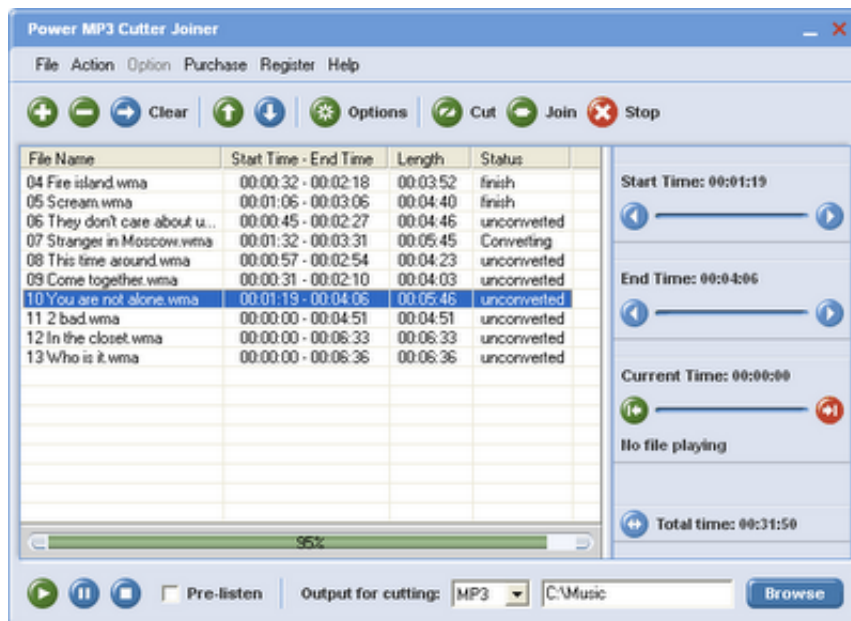 Power MP3 Cutter Joiner
File Action Option Purchase Register Help
Clear Options Cut Join Stop
File Name Start Time - End Time Length Status
04 Fire island.wma 00:00:32 - 00:02:18 00:03:52 finish
05 Scream.wma 00:01:06 - 00:03:06 00:04:40 finish
06 They don't care about u... 00:00:45 - 00:02:27 00:04:46 unconverted
07 Stranger in Moscow.wma 00:01:32 - 00:03:31 00:05:45 Converting
08 This time around.wma 00:00:57 - 00:02:54 00:04:23 unconverted
09 Come together.wma 00:00:31 - 00:02:10 00:04:03 unconverted
10 You are not alone.wma 00:01:19 - 00:04:06 00:05:46 unconverted
11 2 bad.wma 00:00:00 - 00:04:51 00:04:51 unconverted
12 In the closet.wma 00:00:00 - 00:06:33 00:06:33 unconverted
13 Who is it.wma 00:00:00 - 00:06:36 00:06:36 unconverted
95%
Start Time: 00:01:19
End Time: 00:04:06
Current Time: 00:00:00
No file playing
Total time: 00:31:50
Pre-listen Output for cutting: MP3 C:\Music Browse